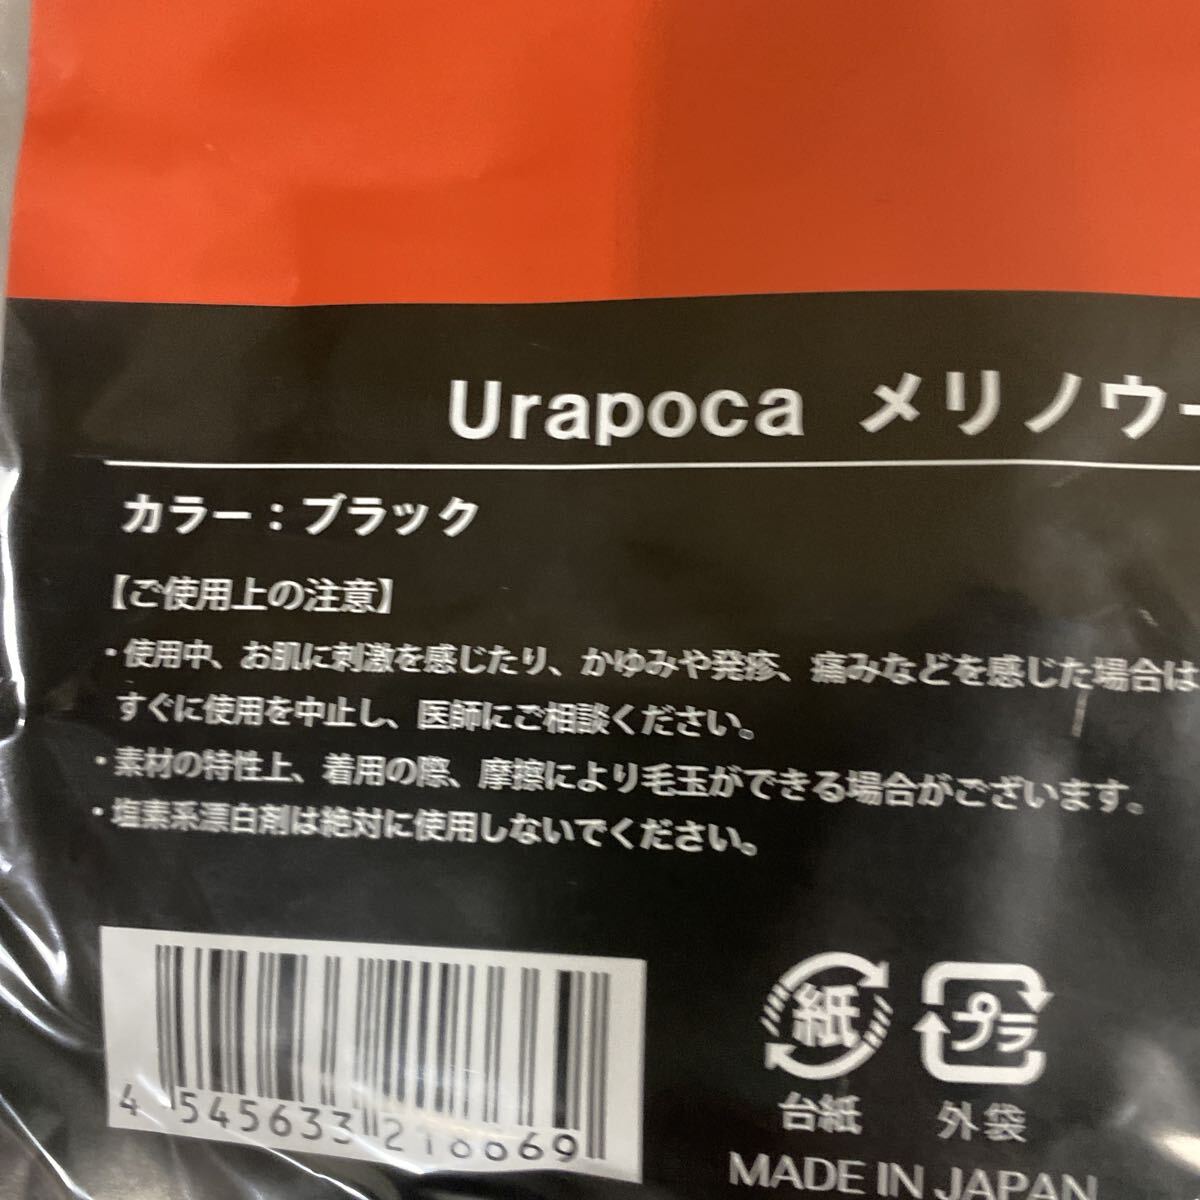 Urapoca メリノウー
カラー：ブラック
【ご使用上の注意】
・使用中、お肌に刺激を感じたり、かゆみや発疹、痛みなどを感じた場合は
すぐに使用を中止し、医師にご相談ください。
・素材の特性上、着用の際、摩擦により毛玉ができる場合がございます。
・塩素系漂白剤は絶対に使用しないでください。
4 545633 218669
紙
プラ
台紙
外袋
MADE IN JAPAN